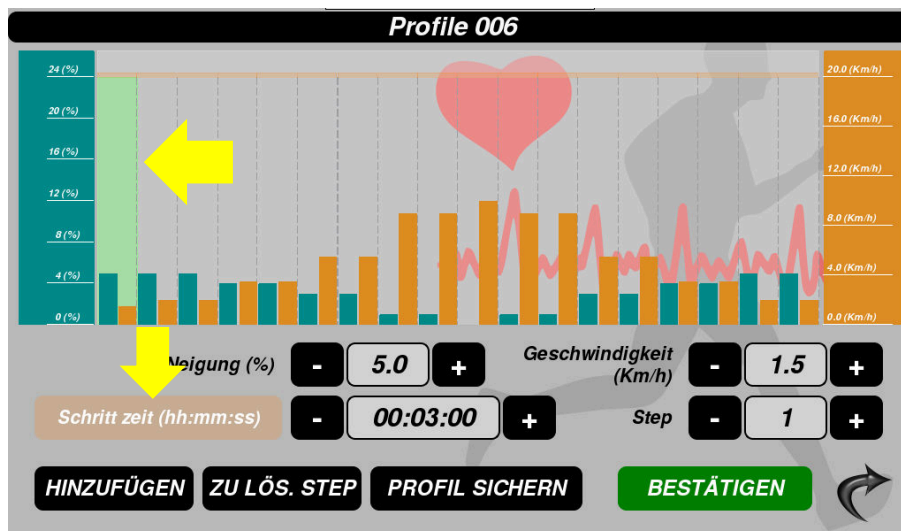 Profile 006
24 (%)
20 (%)
16 (%)
12 (%)
8 (%)
4 (%)
0 (%)
20.0 (Km/h)
16.0 (Km/h)
12.0 (Km/h)
8.0 (Km/h)
4.0 (Km/h)
0.0 (Km/h)
Neigung (%)
-
5.0
+
Geschwindigkeit
(Km/h)
-
1.5
+
Schritt zeit (hh:mm:ss)
-
00:03:00
+
Step
-
1
+
HINZUFÜGEN
ZU LÖS. STEP
PROFIL SICHERN
BESTÄTIGEN